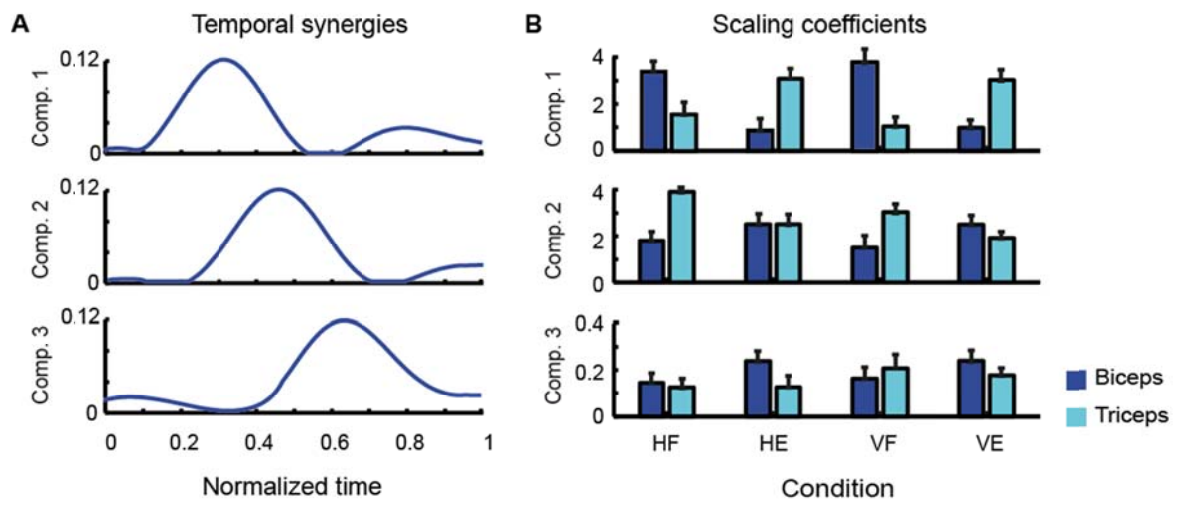 A
Temporal synergies
Comp. 1
0.12
0
Comp. 2
0.12
0
Comp. 3
0.12
0
0 0.2 0.4 0.6 0.8 1
Normalized time
B
Scaling coefficients
Comp. 1
4
2
0
Comp. 2
4
2
0
Comp. 3
0.4
0.2
0
HF HE VF VE
Condition
Biceps
Triceps